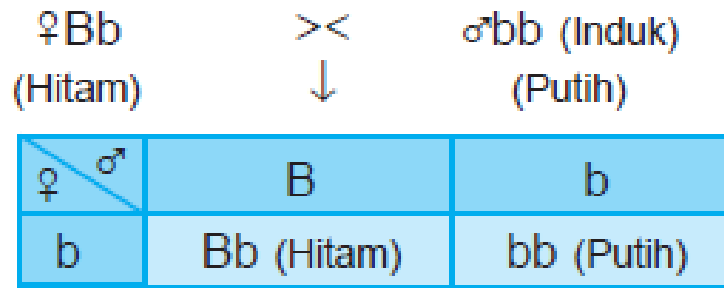 ♀Bb >< ♂bb (Induk)
(Hitam) ↓ (Putih)
♀ ♂ B b
b Bb (Hitam) bb (Putih)